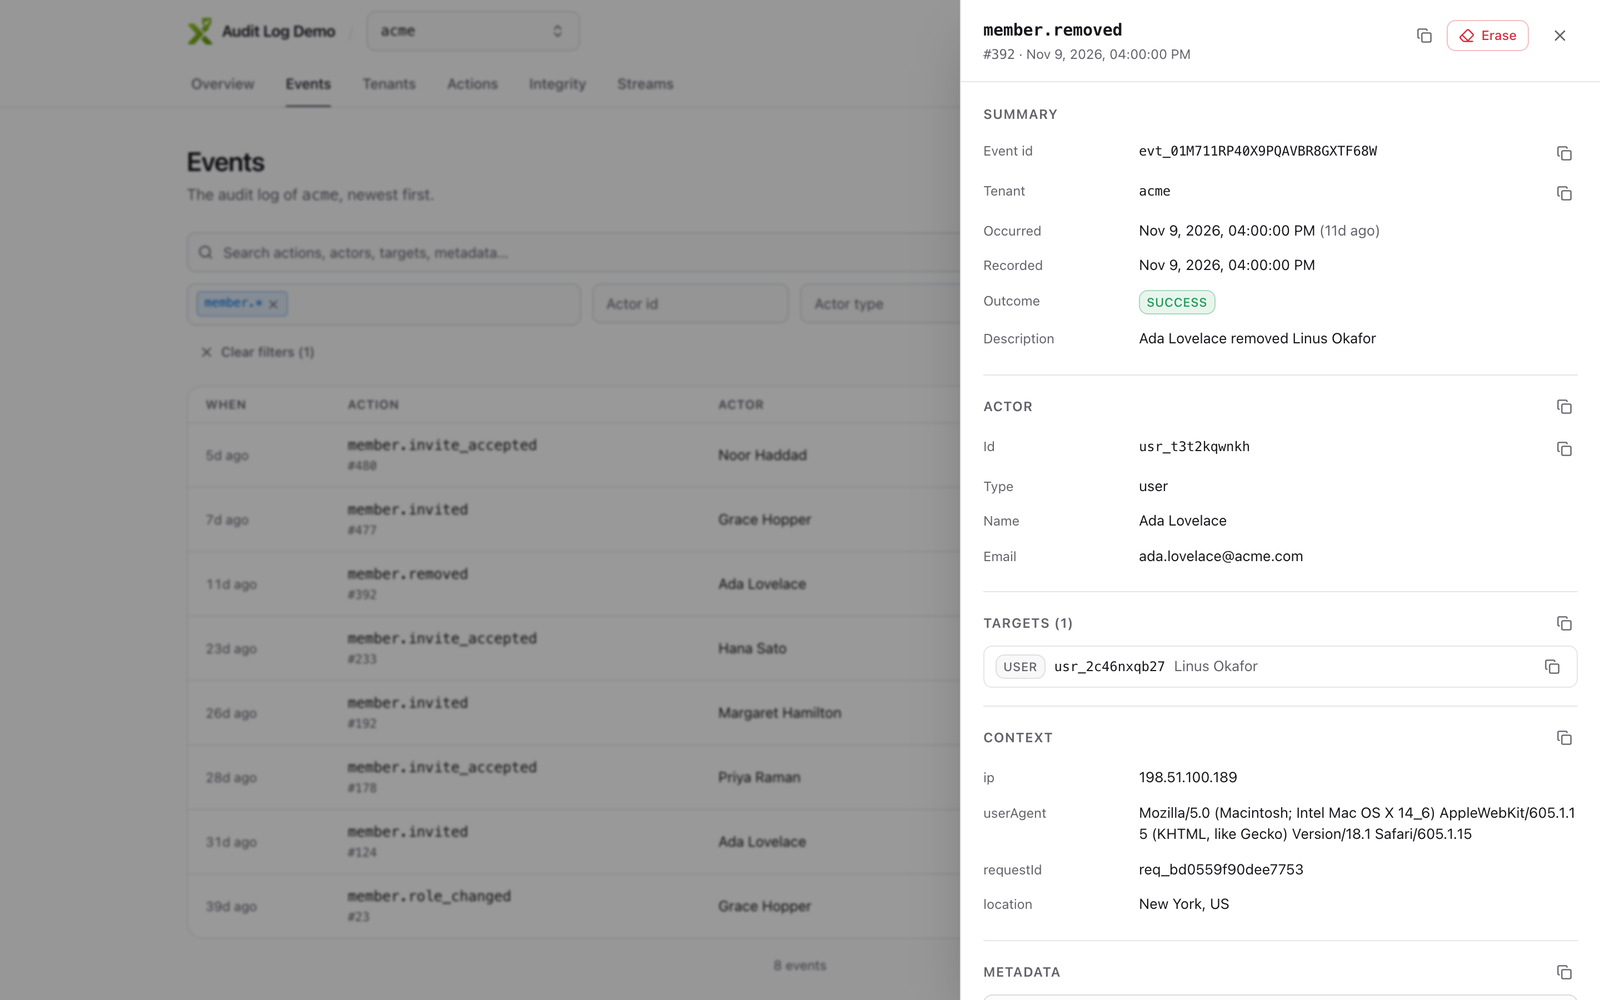 Audit Log Demo / acme
Overview Events Tenants Actions Integrity Streams
Events
The audit log of acme, newest first.
Search actions, actors, targets, metadata...
member.* Actor id Actor type
Clear filters (1)
WHEN ACTION ACTOR
5d ago member.invite_accepted Noor Haddad
#480
7d ago member.invited Grace Hopper
#477
11d ago member.removed Ada Lovelace
#392
23d ago member.invite_accepted Hana Sato
#233
26d ago member.invited Margaret Hamilton
#192
28d ago member.invite_accepted Priya Raman
#178
31d ago member.invited Ada Lovelace
#124
39d ago member.role_changed Grace Hopper
#23
8 events
member.removed
#392 · Nov 9, 2026, 04:00:00 PM
Erase
SUMMARY
Event id evt_01M711RP40X9PQAVBR8GXTF68W
Tenant acme
Occurred Nov 9, 2026, 04:00:00 PM (11d ago)
Recorded Nov 9, 2026, 04:00:00 PM
Outcome SUCCESS
Description Ada Lovelace removed Linus Okafor
ACTOR
Id usr_t3t2kqwnkh
Type user
Name Ada Lovelace
Email ada.lovelace@acme.com
TARGETS (1)
USER usr_2c46nxqb27 Linus Okafor
CONTEXT
ip 198.51.100.189
userAgent Mozilla/5.0 (Macintosh; Intel Mac OS X 14_6) AppleWebKit/605.1.1
5 (KHTML, like Gecko) Version/18.1 Safari/605.1.15
requestId req_bd0559f90dee7753
location New York, US
METADATA